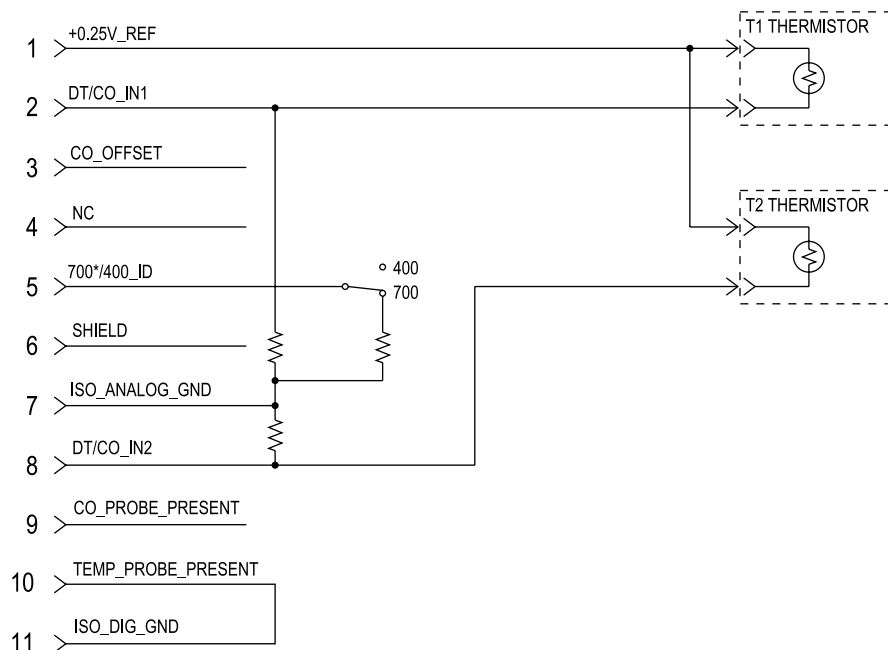 1 +0.25V_REF
T1 THERMISTOR
2 DT/CO_IN1
3 CO_OFFSET
T2 THERMISTOR
4 NC
5 700*/400_ID
400
700
6 SHIELD
7 ISO_ANALOG_GND
8 DT/CO_IN2
9 CO_PROBE_PRESENT
10 TEMP_PROBE_PRESENT
11 ISO_DIG_GND